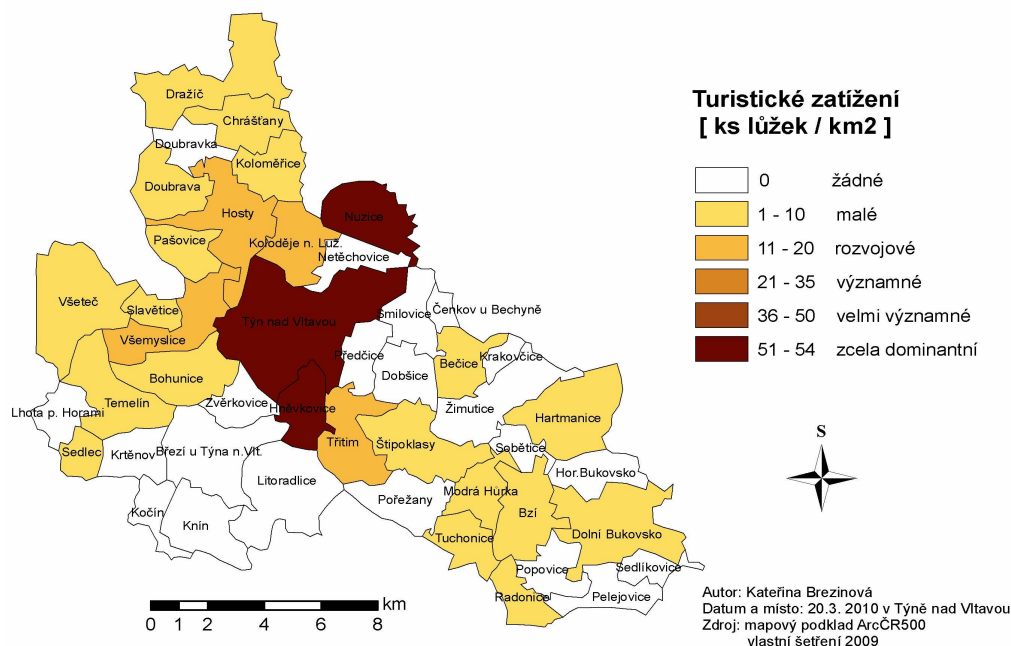 Turistické zatížení
[ ks lůžek / km2 ]
0 žádné
1 - 10 malé
11 - 20 rozvojové
21 - 35 významné
36 - 50 velmi významné
51 - 54 zcela dominantní
Dražíč
Chrášťany
Doubravka
Koloměřice
Doubrava
Hosty
Nuzice
Pašovice
Koloděje n. Luž.
Netěchovice
Všeteč
Slavětice
Týn nad Vltavou
Smilovice
Čenkov u Bechyně
Všemyslice
Předčice
Krakovčice
Bečice
Dobšice
Bohunice
Temelín
Zvěrkovice
Hněvkovice
Žimutice
Lhota p. Horami
Hartmanice
Třitim
Štipoklasy
Sobětice
Sedlec
Krtěnov
Březí u Týna n.Vlt.
Hor.Bukovsko
Litoradlice
Modrá Hůrka
Pořežany
Kočín
Knín
Bzí
Dolní Bukovsko
Tuchonice
Popovice
Sedlíkovice
Radonice
Pelejovice
S
km
0 1 2 4 6 8
Autor: Kateřina Brezinová
Datum a místo: 20.3. 2010 v Týně nad Vltavou
Zdroj: mapový podklad ArcČR500
vlastní šetření 2009